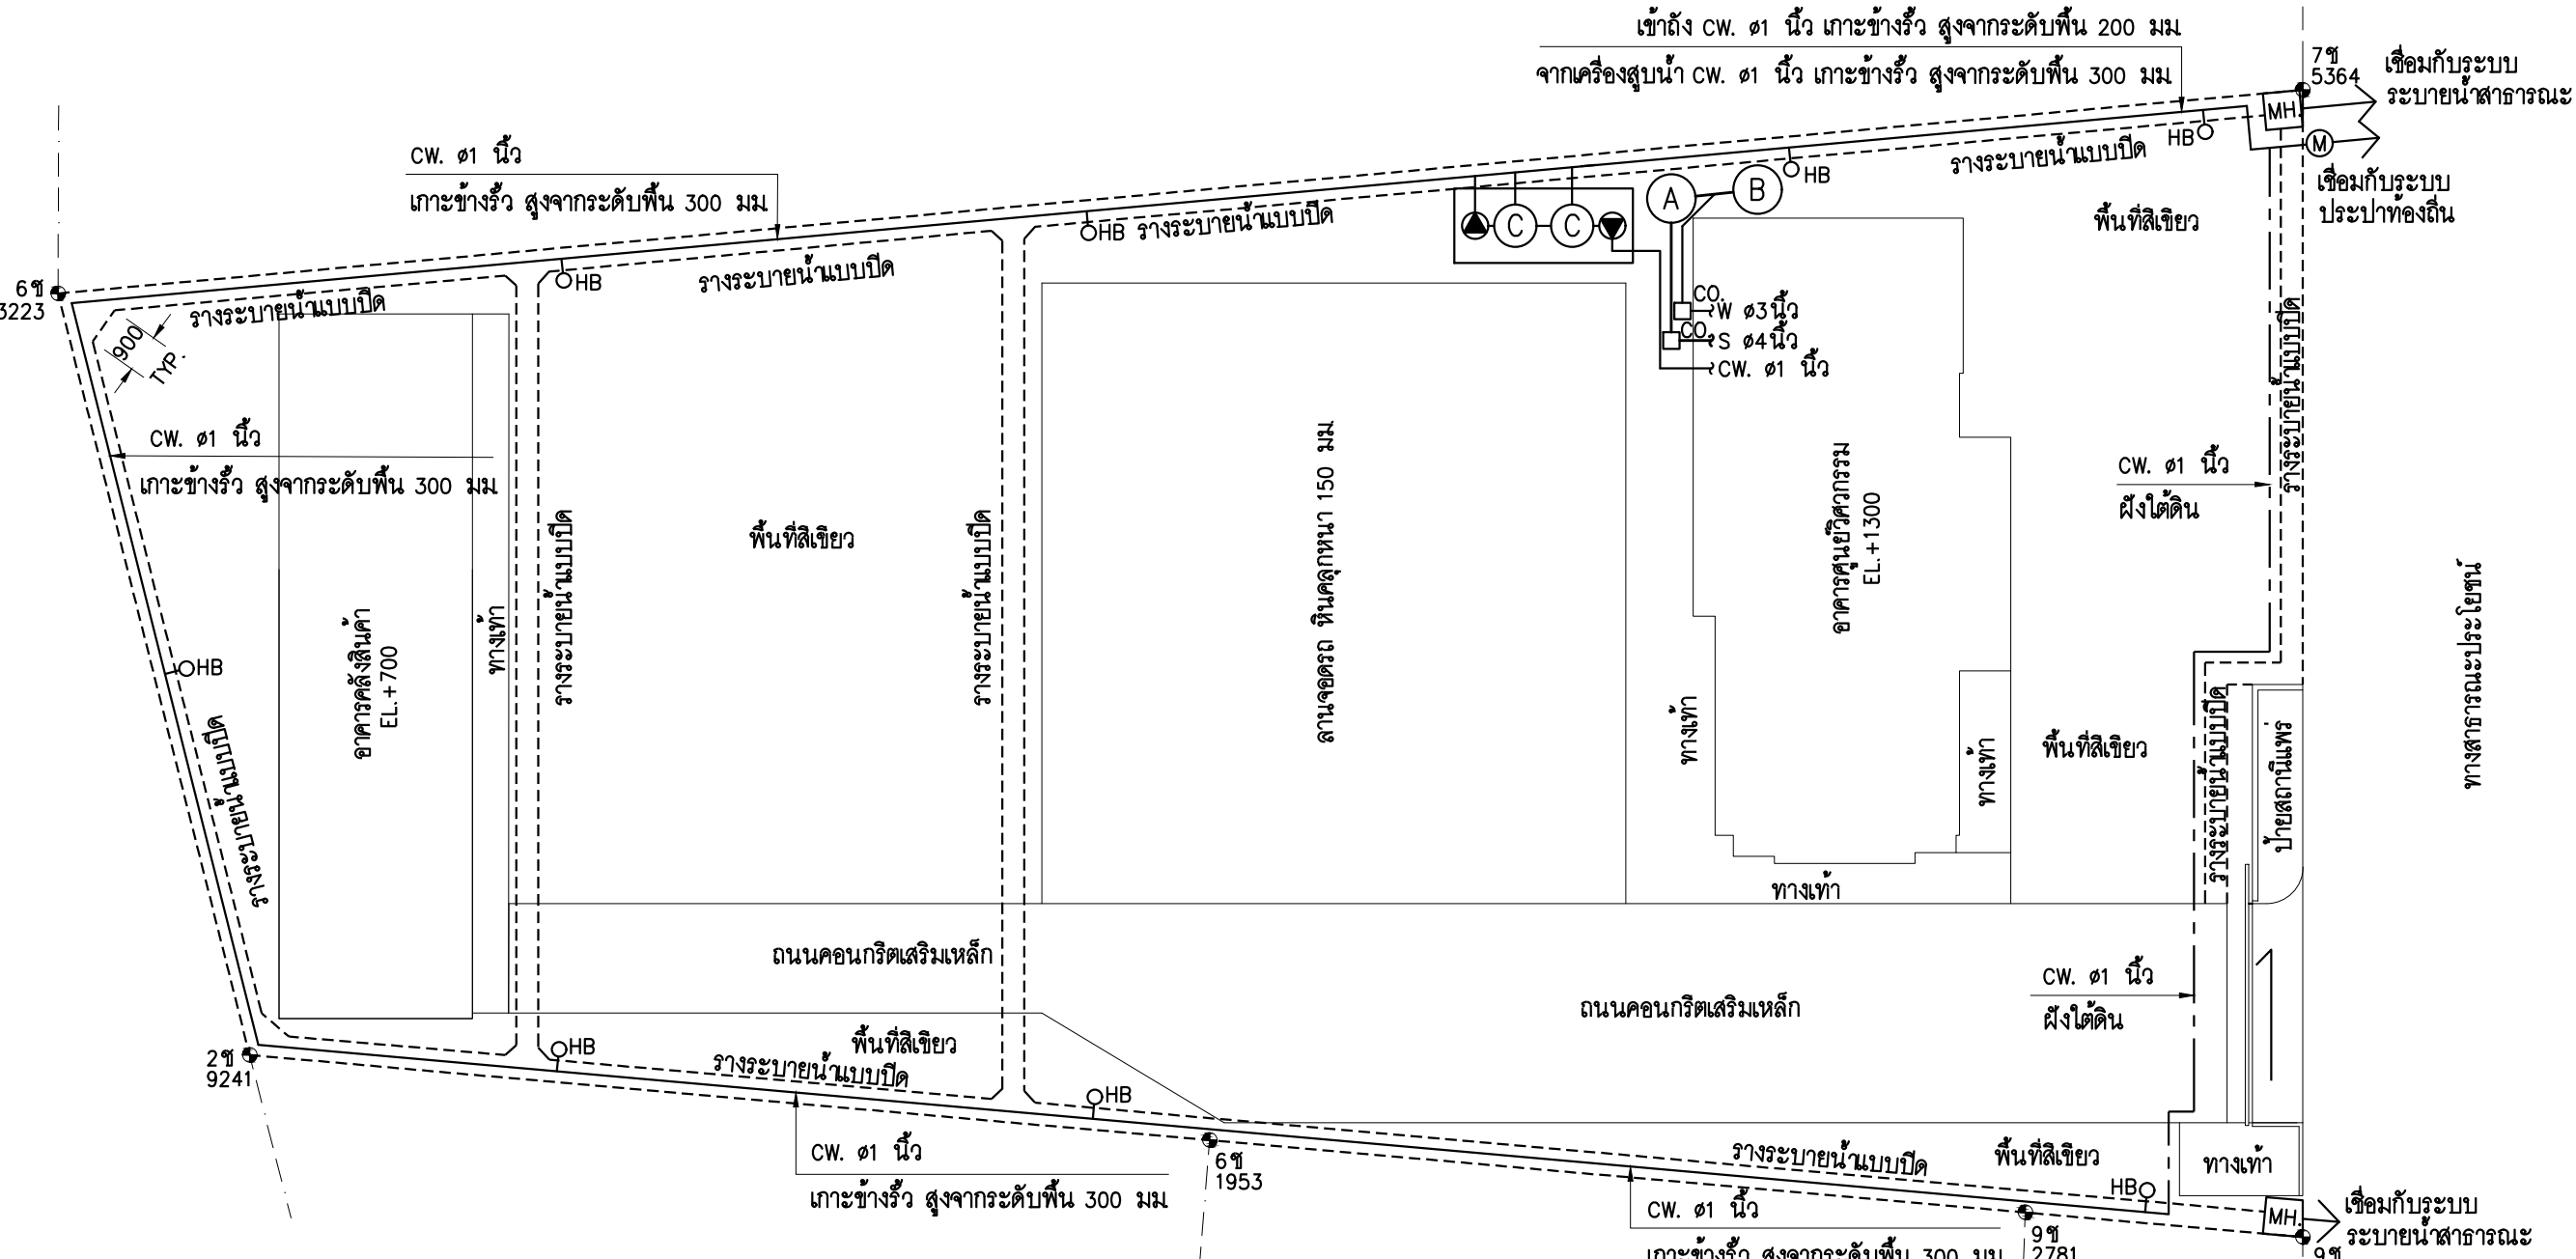 เข้าถัง CW. ø1 นิ้ว เกาะข้างรั้ว สูงจากระดับพื้น 200 มม.
จากเครื่องสูบน้ำ CW. ø1 นิ้ว เกาะข้างรั้ว สูงจากระดับพื้น 300 มม.
7ช
5364
เชื่อมกับระบบ
ระบายน้ำสาธารณะ
MH.
M
HB
เชื่อมกับระบบ
ประปาท้องถิ่น
CW. ø1 นิ้ว
เกาะข้างรั้ว สูงจากระดับพื้น 300 มม.
รางระบายน้ำแบบปิด
HB
A
B
C
C
HB
รางระบายน้ำแบบปิด
พื้นที่สีเขียว
6ช
3223
HB
รางระบายน้ำแบบปิด
รางระบายน้ำแบบปิด
900
TYP.
CO.
W ø3นิ้ว
CO.
S ø4นิ้ว
CW. ø1 นิ้ว
รางระบายน้ำแบบปิด
CW. ø1 นิ้ว
เกาะข้างรั้ว สูงจากระดับพื้น 300 มม.
CW. ø1 นิ้ว
ฝังใต้ดิน
HB
รางระบายน้ำแบบปิด
อาคารคลังสินค้า
EL.+700
ทางเท้า
รางระบายน้ำแบบปิด
พื้นที่สีเขียว
รางระบายน้ำแบบปิด
ลานจอดรถ หินคลุกหนา 150 มม.
อาคารศูนย์วิศวกรรม
EL.+1300
ทางเท้า
ทางเท้า
ทางเท้า
พื้นที่สีเขียว
รางระบายน้ำแบบปิด
ป้ายสถานีแพร่
ทางสาธารณะประโยชน์
ถนนคอนกรีตเสริมเหล็ก
ถนนคอนกรีตเสริมเหล็ก
CW. ø1 นิ้ว
ฝังใต้ดิน
2ช
9241
HB
พื้นที่สีเขียว
รางระบายน้ำแบบปิด
HB
CW. ø1 นิ้ว
เกาะข้างรั้ว สูงจากระดับพื้น 300 มม.
6ช
1953
รางระบายน้ำแบบปิด
พื้นที่สีเขียว
ทางเท้า
HB
CW. ø1 นิ้ว
เกาะข้างรั้ว สูงจากระดับพื้น 300 มม.
9ช
2781
MH.
เชื่อมกับระบบ
ระบายน้ำสาธารณะ
9ช